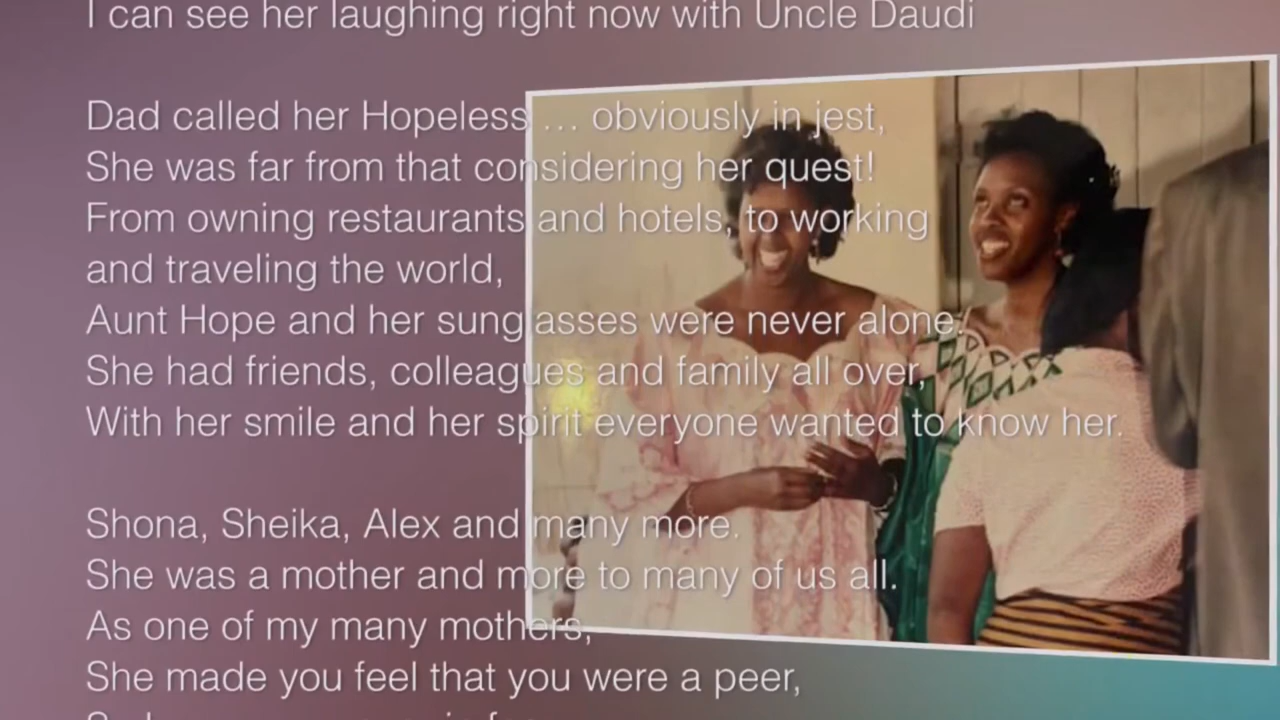 I can see her laughing right now with Uncle Daudi
Dad called her Hopeless ... obviously in jest,
She was far from that considering her quest!
From owning restaurants and hotels, to working
and traveling the world,
Aunt Hope and her sunglasses were never alone.
She had friends, colleagues and family all over,
With her smile and her spirit everyone wanted to know her.
Shona, Sheika, Alex and many more.
She was a mother and more to many of us all.
As one of my many mothers,
She made you feel that you were a peer,